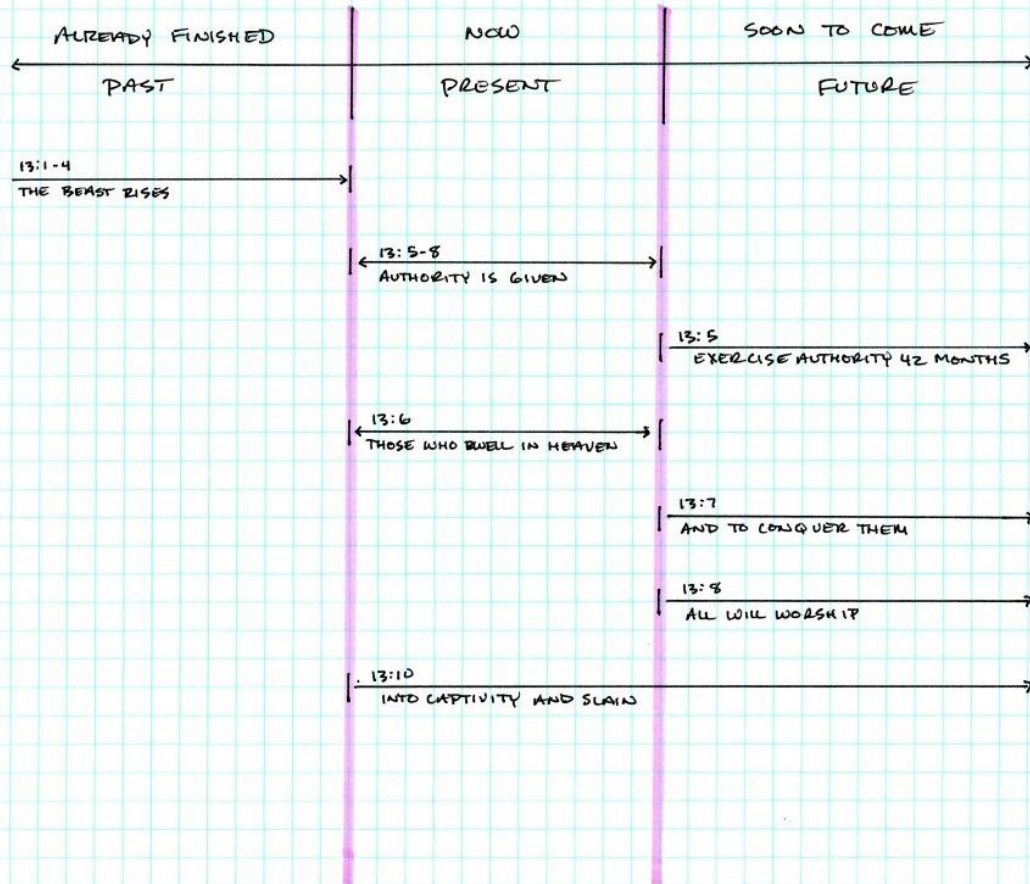 ALREADY FINISHED NOW SOON TO COME
PAST PRESENT FUTURE
13:1-4
THE BEAST RISES
13:5-8
AUTHORITY IS GIVEN
13:5
EXERCISE AUTHORITY 42 MONTHS
13:6
THOSE WHO DWELL IN HEAVEN
13:7
AND TO CONQUER THEM
13:8
ALL WILL WORSHIP
13:10
INTO CAPTIVITY AND SLAIN